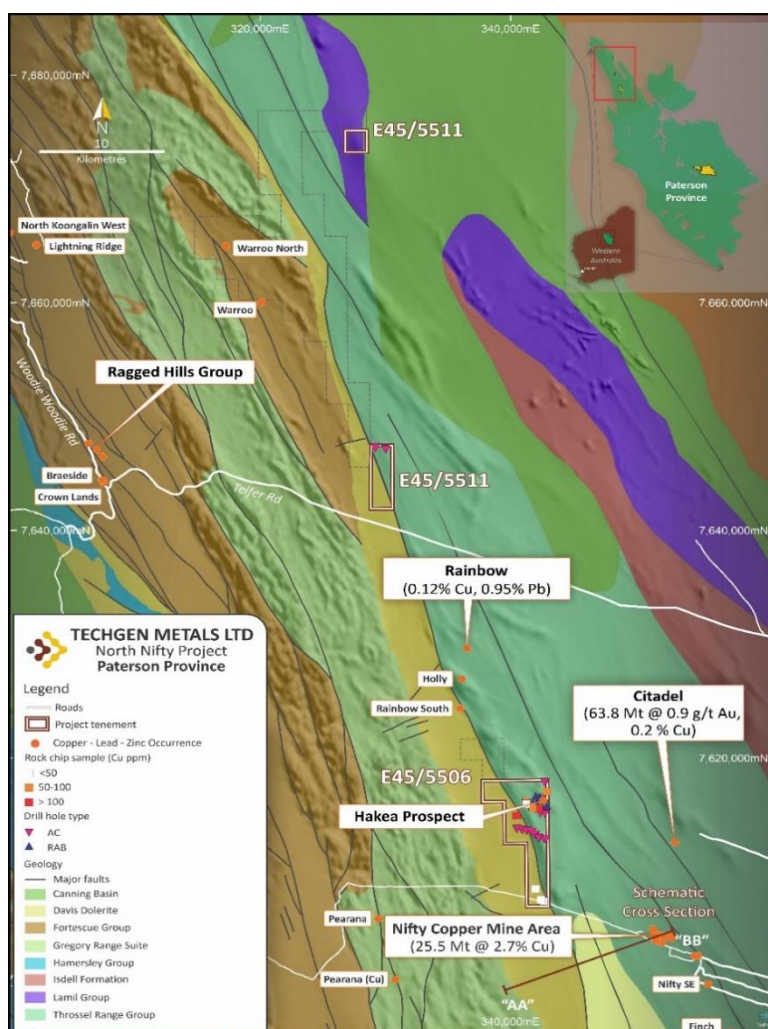 320,000mE
340,000mE
7,680,000mN
N
10
Kilometres
E45/5511
Paterson
Province
Western
Australia
North Koongalin West
Lightning Ridge
Warroo North
7,660,000mN
7,660,000mN
Warroo
Ragged Hills Group
Woodie Woodie Rd
Braeside
Crown Lands
Telfer Rd
E45/5511
7,640,000mN
7,640,000mN
Rainbow
(0.12% Cu, 0.95% Pb)
Holly
Rainbow South
Citadel
(63.8 Mt @ 0.9 g/t Au,
0.2 % Cu)
7,620,000mN
E45/5506
Hakea Prospect
Schematic
Cross Section
Nifty Copper Mine Area
(25.5 Mt @ 2.7% Cu)
"BB"
Pearana
Pearana (Cu)
Nifty SE
"AA"
340,000mE
Finch
TECHGEN METALS LTD
North Nifty Project
Paterson Province
Legend
Roads
Project tenement
Copper - Lead - Zinc Occurrence
Rock chip sample (Cu ppm)
<50
50-100
> 100
Drill hole type
AC
RAB
Geology
Major faults
Canning Basin
Davis Dolerite
Fortescue Group
Gregory Range Suite
Hamersley Group
Isdell Formation
Lamil Group
Throssel Range Group